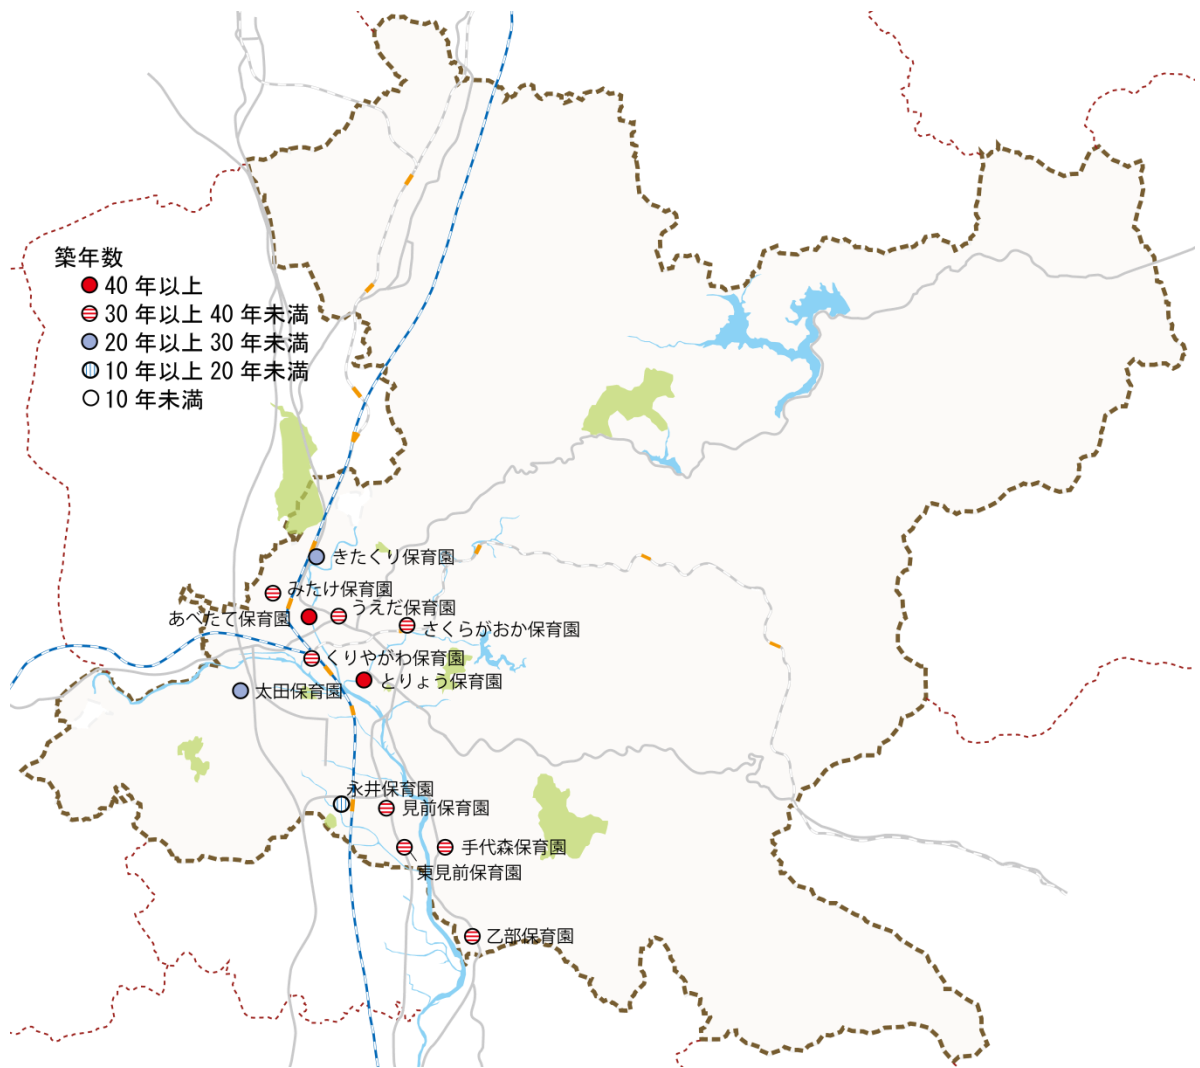 築年数
40 年以上
30 年以上 40 年未満
20 年以上 30 年未満
10 年以上 20 年未満
10 年未満
きたくり保育園
みたけ保育園
うえだ保育園
あべたて保育園
さくらがおか保育園
くりやがわ保育園
とりょう保育園
太田保育園
永井保育園
見前保育園
手代森保育園
東見前保育園
乙部保育園